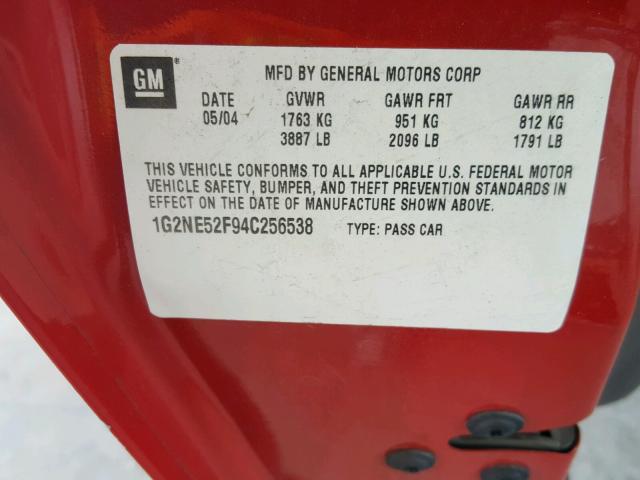 GM ®
MFD BY GENERAL MOTORS CORP
DATE GVWR GAWR FRT GAWR RR
05/04 1763 KG 951 KG 812 KG
3887 LB 2096 LB 1791 LB
THIS VEHICLE CONFORMS TO ALL APPLICABLE U.S. FEDERAL MOTOR
VEHICLE SAFETY, BUMPER, AND THEFT PREVENTION STANDARDS IN
EFFECT ON THE DATE OF MANUFACTURE SHOWN ABOVE.
1G2NE52F94C256538 TYPE: PASS CAR